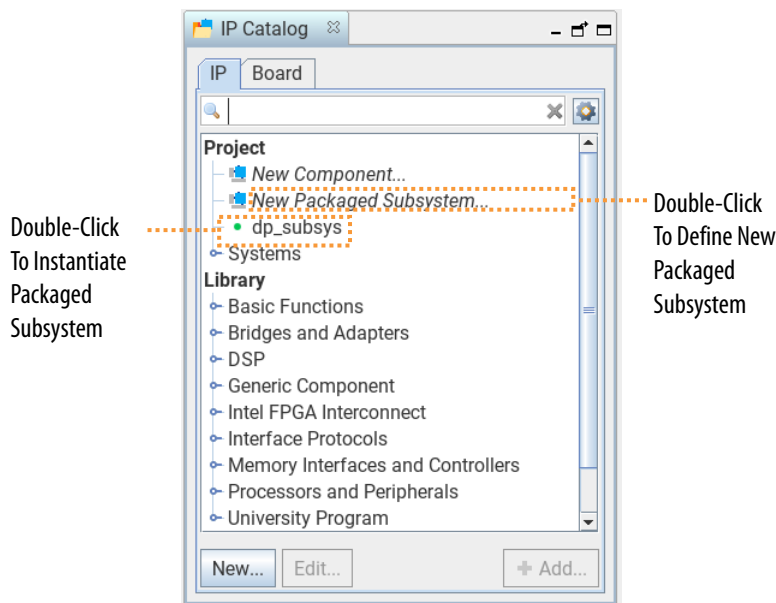 IP Catalog
IP
Board
Project
New Component...
New Packaged Subsystem...
dp_subsys
Systems
Library
Basic Functions
Bridges and Adapters
DSP
Generic Component
Intel FPGA Interconnect
Interface Protocols
Memory Interfaces and Controllers
Processors and Peripherals
University Program
New...
Edit...
Add...
Double-Click
To Instantiate
Packaged
Subsystem
Double-Click
To Define New
Packaged
Subsystem